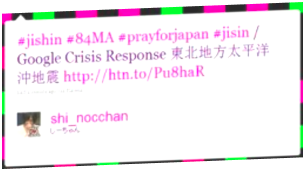 #jishin #84MA #prayforjapan #jisin /
Google Crisis Response 東北地方太平洋
沖地震 http://htn.to/Pu8haR
shi_nocchan
しーちゃん